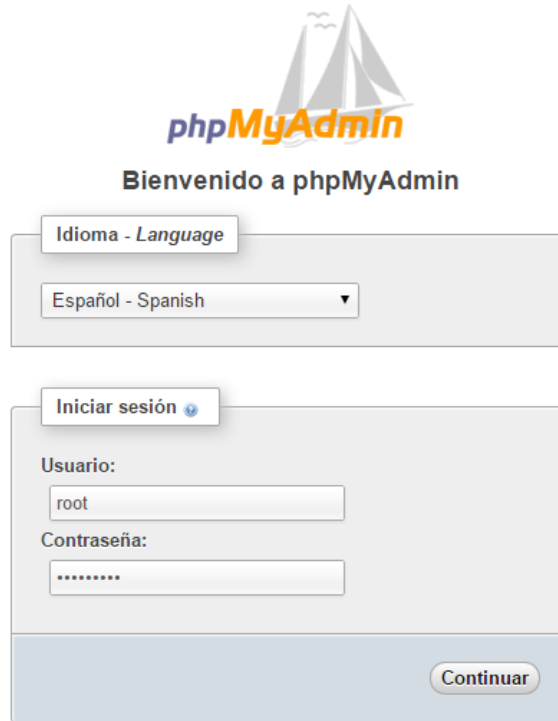 phpMyAdmin
Bienvenido a phpMyAdmin
Idioma - Language
Español - Spanish
Iniciar sesión
Usuario:
root
Contraseña:
•••••••••
Continuar